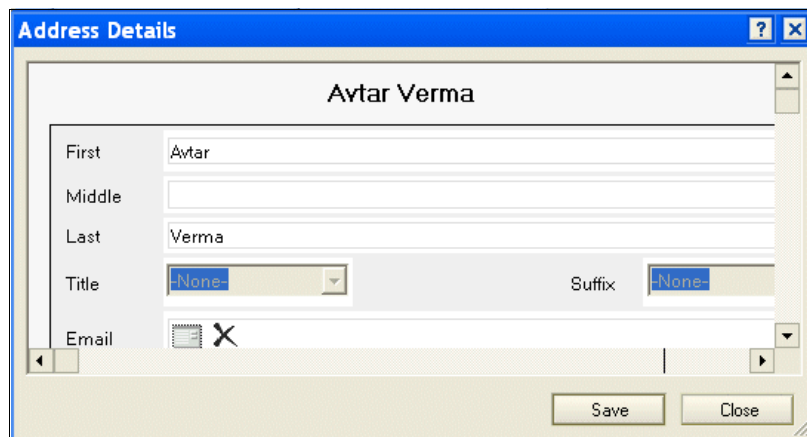 Address Details
Avtar Verma
First Avtar
Middle
Last Verma
Title -None- Suffix -None-
Email
Save Close